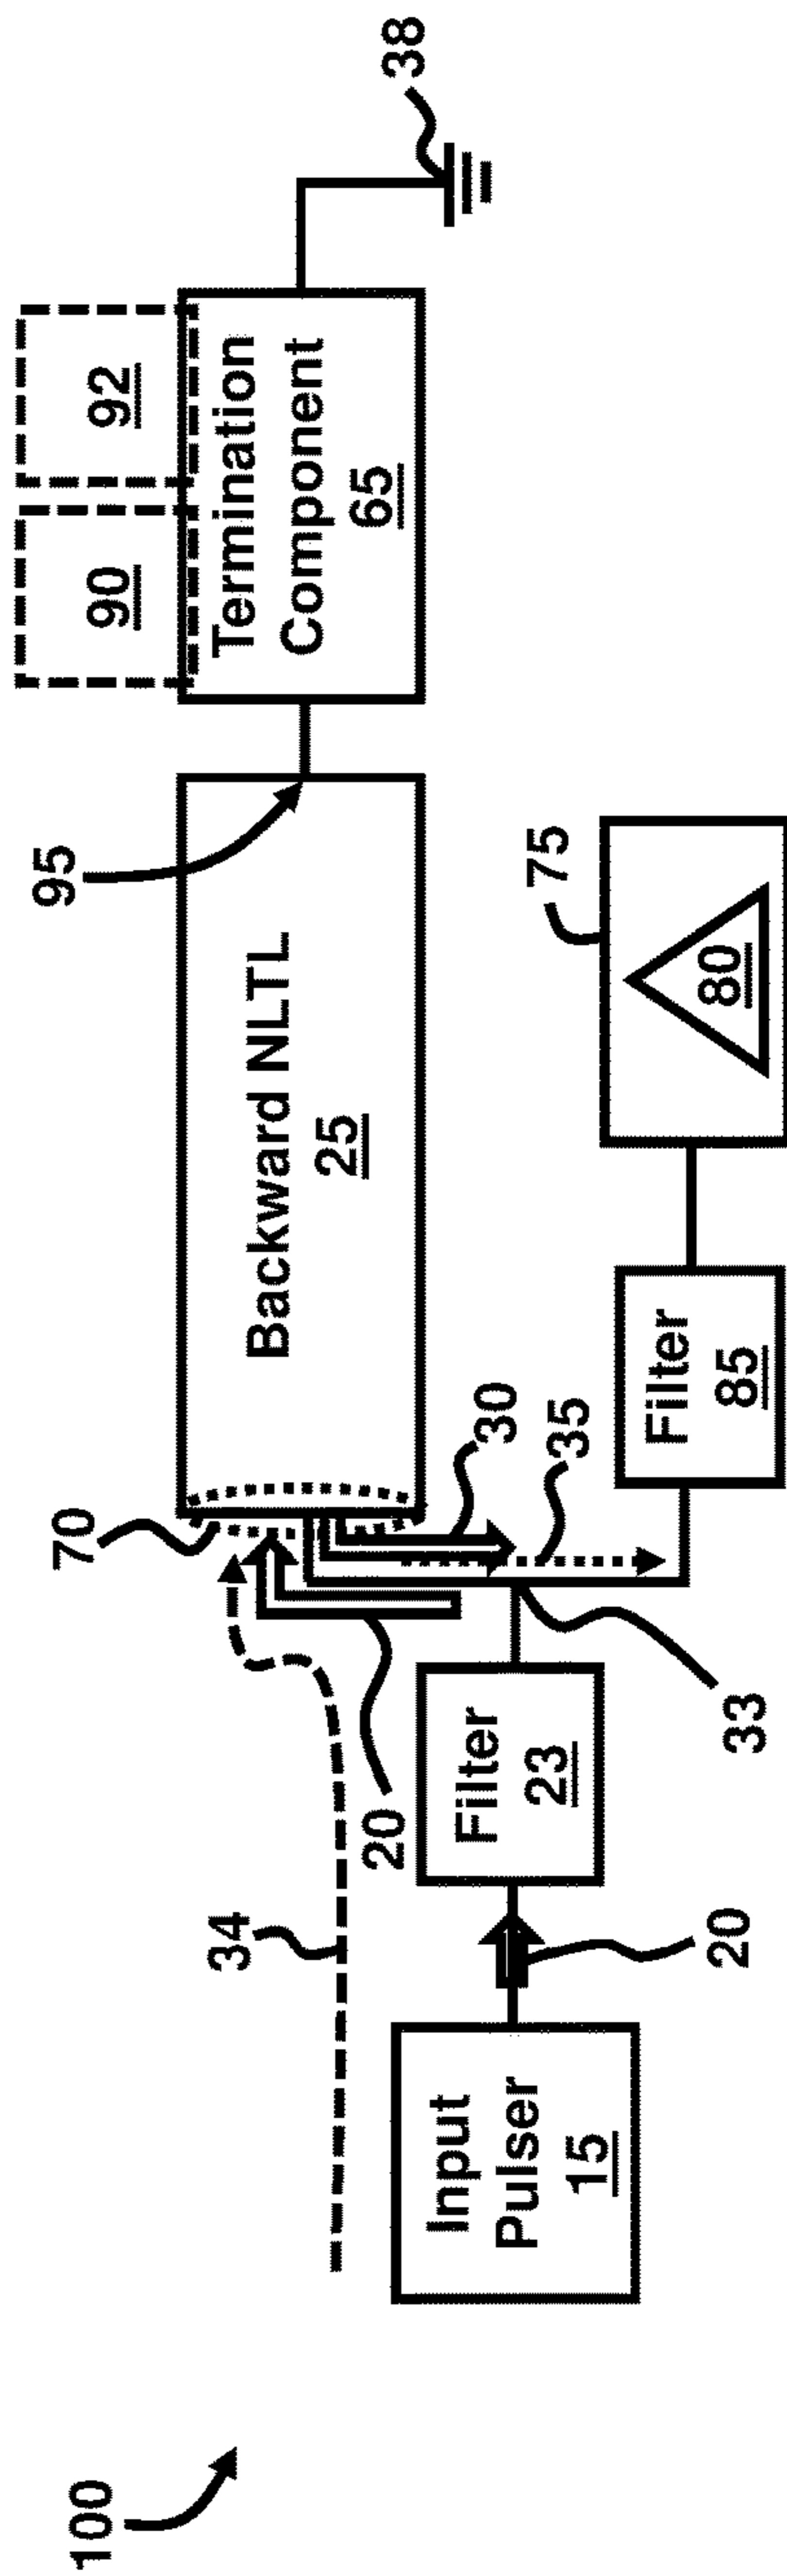 100
34
Input
Pulser
15
20
Filter
23
20
33
70
30
35
Backward NLTL
25
95
Filter
85
75
80
90
92
Termination
Component
65
38